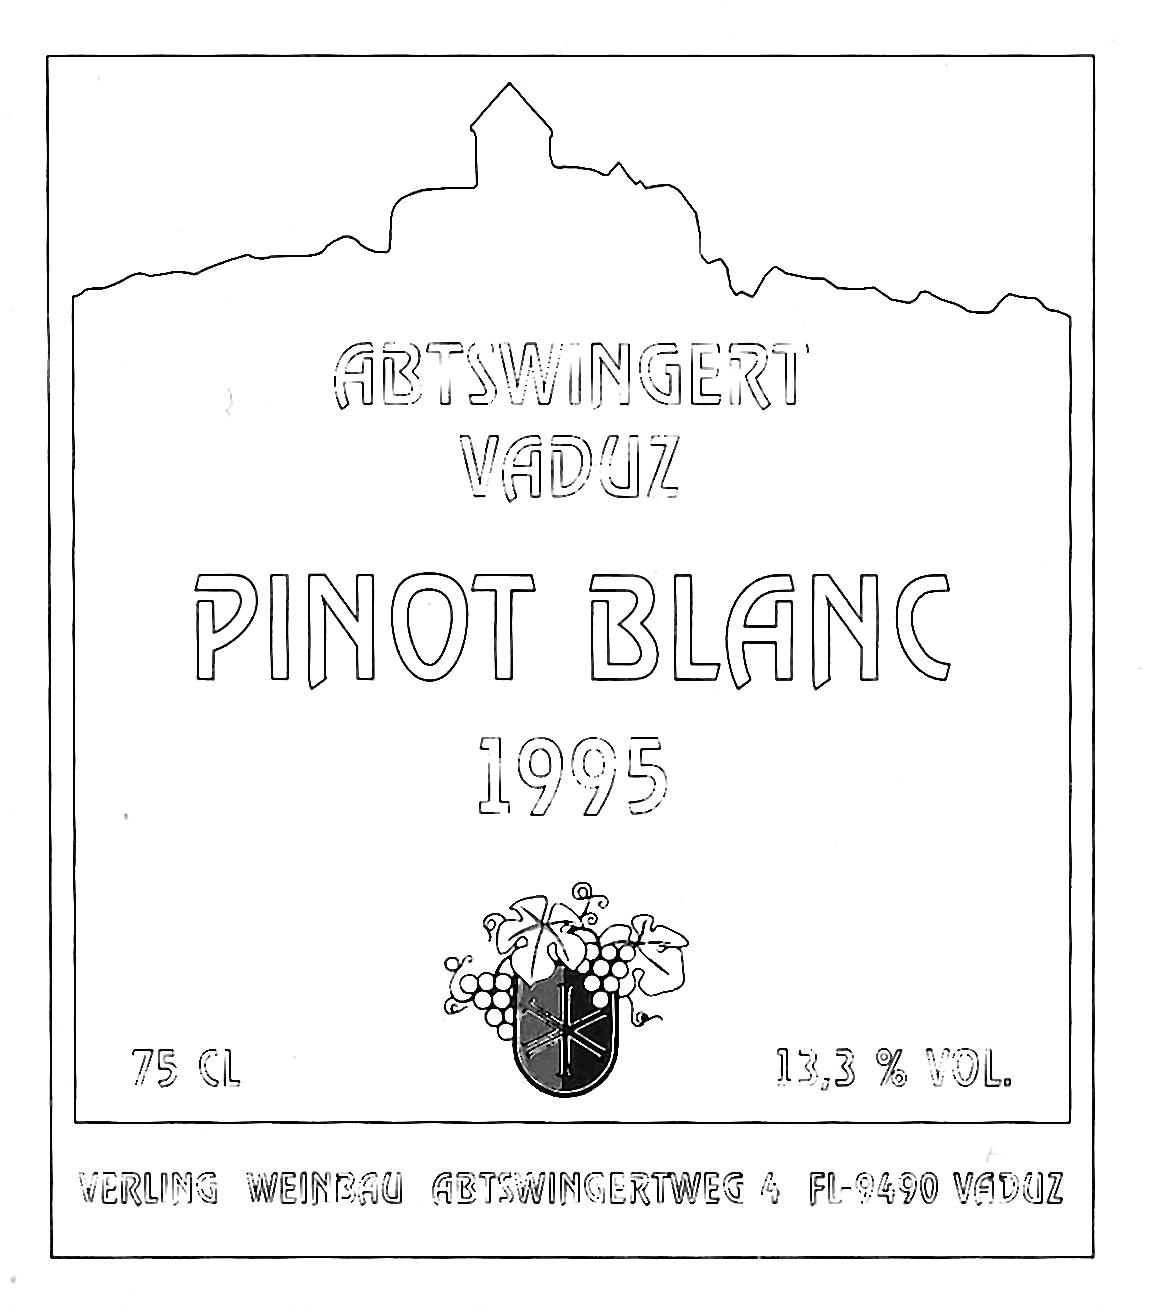 ABTSWINGERT
VADUZ
PINOT BLANC
1995
75 CL
13,3 % VOL.
VERLING WEINBAU ABTSWINGERTWEG 4 FL-9490 VADUZ